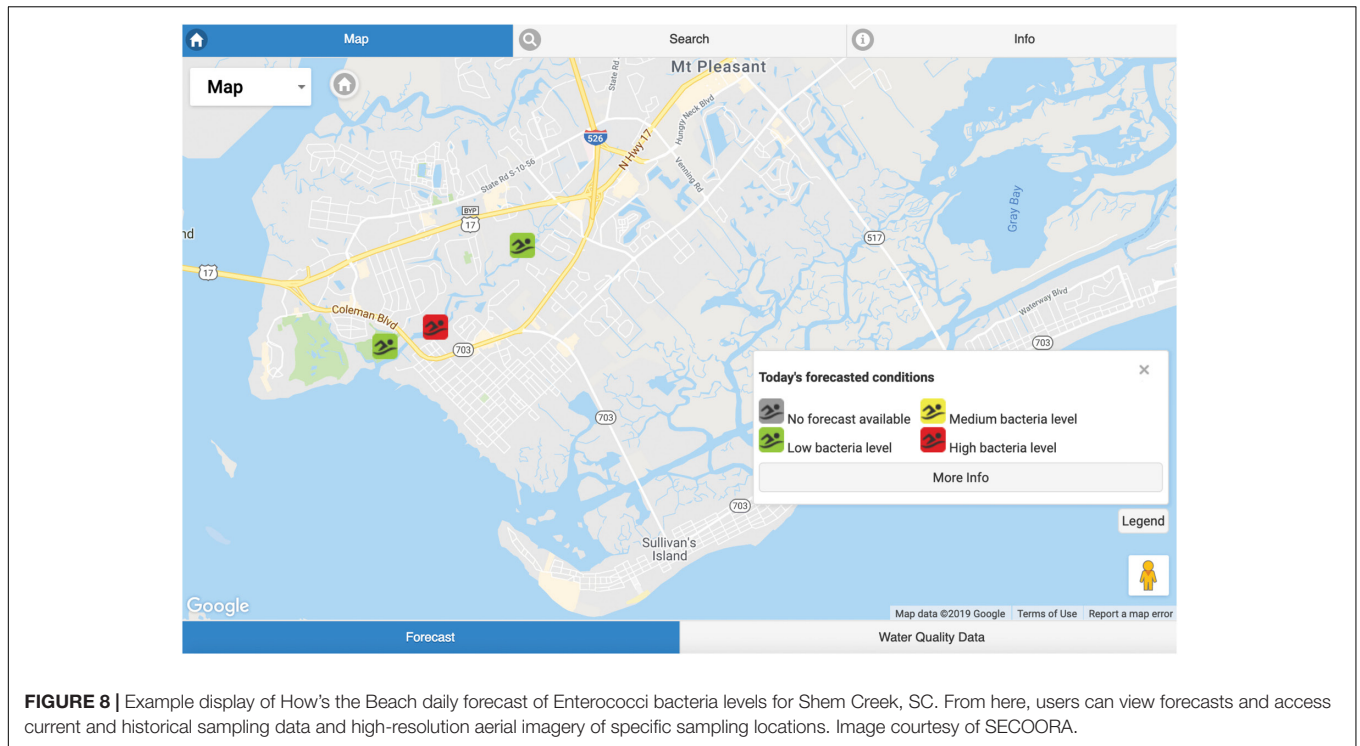 Map
Search
Info
Map
Mt Pleasant
State Rd
Hungry Neck Blvd
526
N Hwy 17
Venning Rd
State Rd S-10-56
BYP
17
Gray Bay
nd
517
17
Waterway Blvd
Coleman Blvd
703
703
703
703
Sullivan's
Island
Today's forecasted conditions
No forecast available
Medium bacteria level
Low bacteria level
High bacteria level
More Info
Legend
Google
Map data ©2019 Google
Terms of Use
Report a map error
Forecast
Water Quality Data
FIGURE 8 | Example display of How's the Beach daily forecast of Enterococci bacteria levels for Shem Creek, SC. From here, users can view forecasts and access
current and historical sampling data and high-resolution aerial imagery of specific sampling locations. Image courtesy of SECOORA.